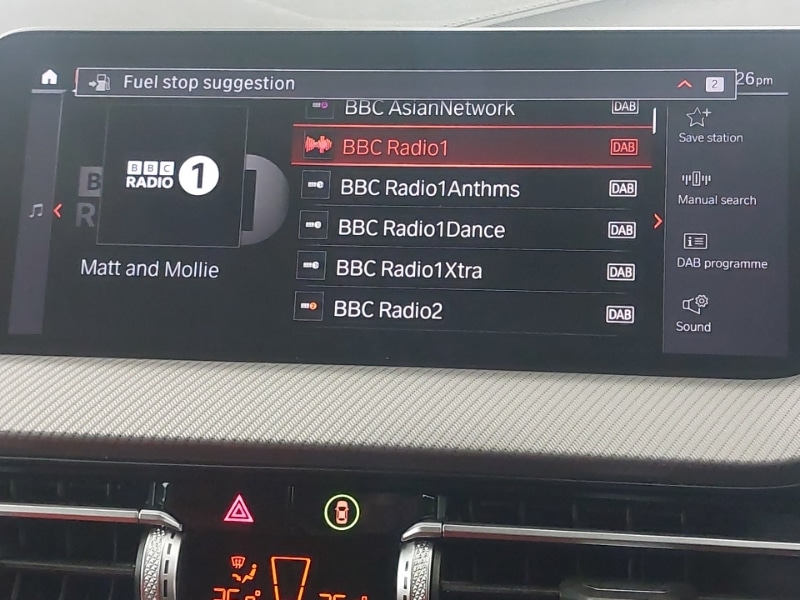 Fuel stop suggestion
2
26pm
BBC AsianNetwork
DAB
BBC Radio1
DAB
BBC Radio1Anthms
DAB
BBC Radio1Dance
DAB
BBC Radio1Xtra
DAB
BBC Radio2
DAB
BBC
RADIO 1
Matt and Mollie
Save station
Manual search
DAB programme
Sound